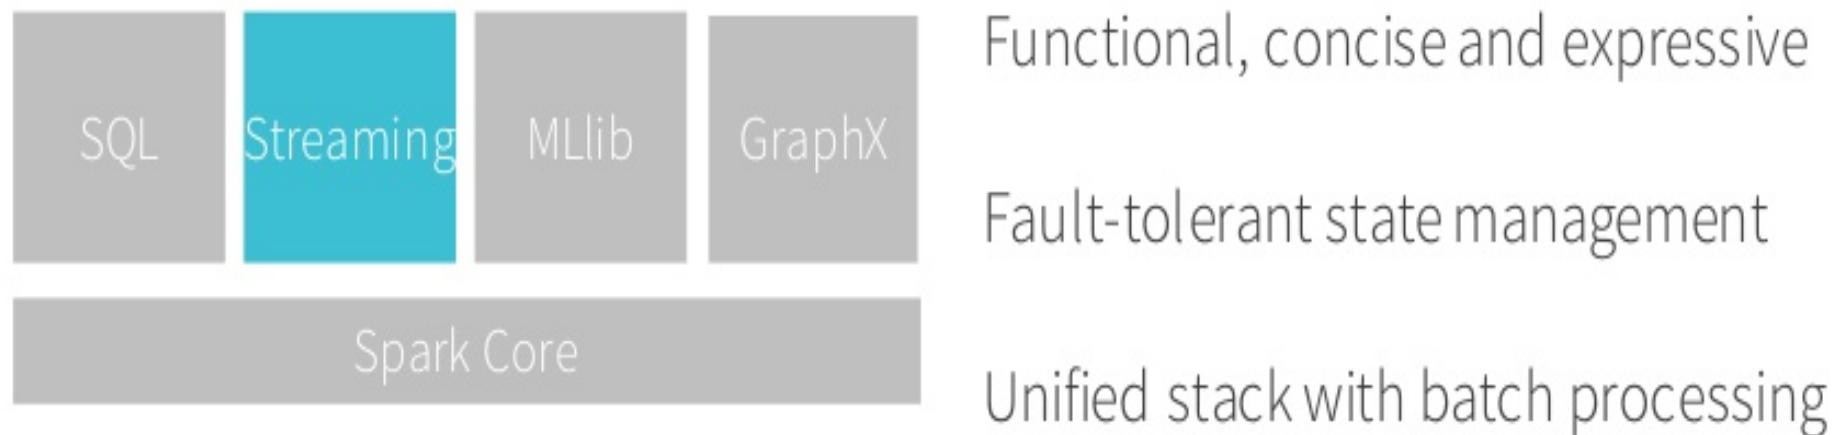 SQL Streaming MLlib GraphX
Spark Core
Functional, concise and expressive
Fault-tolerant state management
Unified stack with batch processing